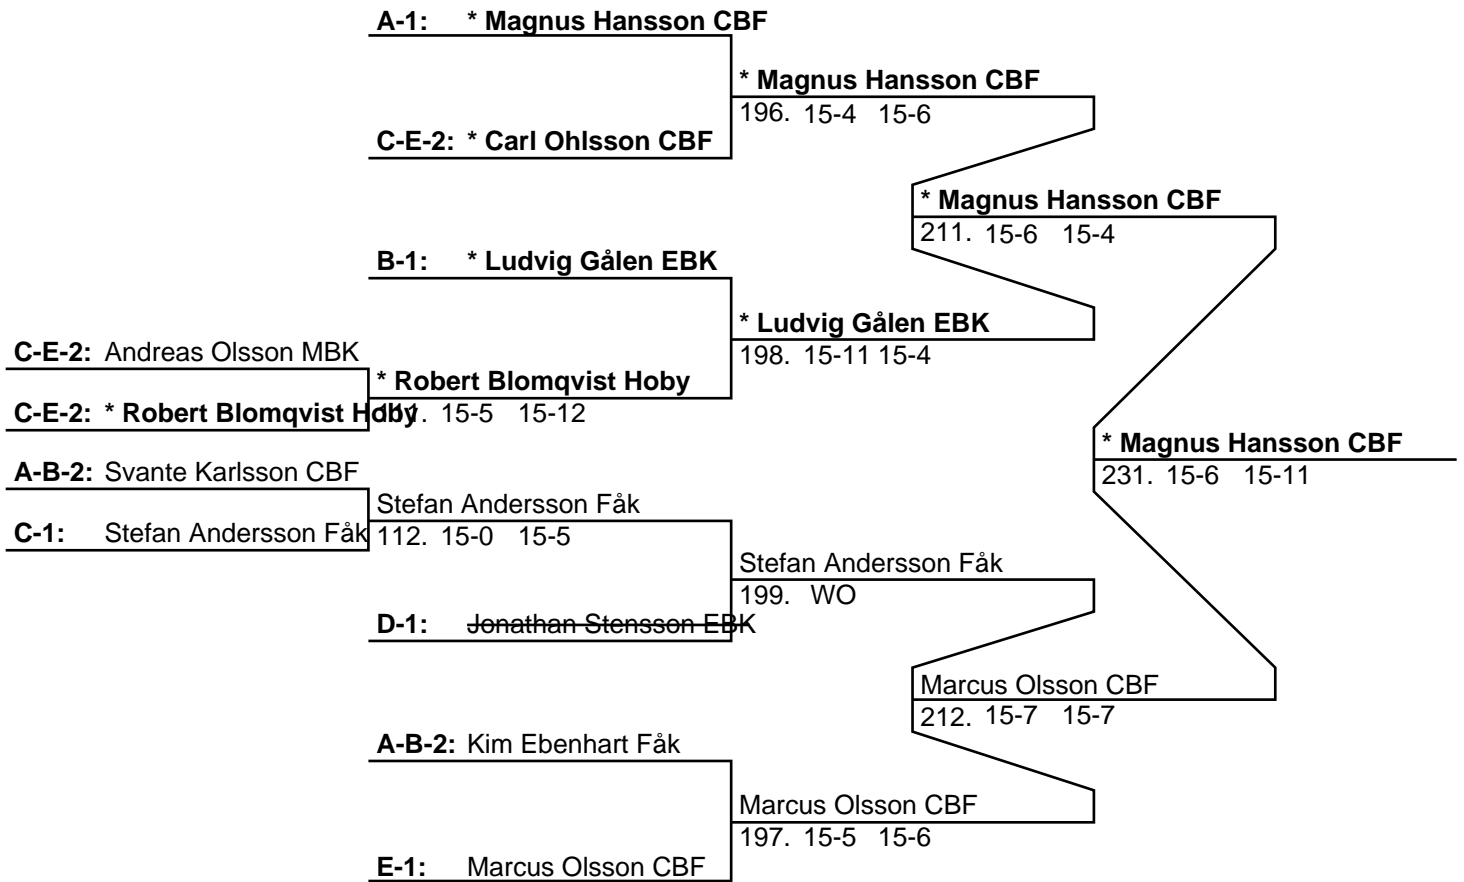 A-1: * Magnus Hansson CBF
* Magnus Hansson CBF
196. 15-4 15-6
C-E-2: * Carl Ohlsson CBF
* Magnus Hansson CBF
211. 15-6 15-4
B-1: * Ludvig Gålen EBK
* Ludvig Gålen EBK
198. 15-11 15-4
C-E-2: Andreas Olsson MBK
* Robert Blomqvist Hoby
C-E-2: * Robert Blomqvist Hoby
15-5 15-12
* Magnus Hansson CBF
231. 15-6 15-11
A-B-2: Svante Karlsson CBF
Stefan Andersson Fåk
C-1: Stefan Andersson Fåk
112. 15-0 15-5
Stefan Andersson Fåk
199. WO
D-1: Jonathan Stensson EBK
Marcus Olsson CBF
212. 15-7 15-7
A-B-2: Kim Ebenhart Fåk
Marcus Olsson CBF
197. 15-5 15-6
E-1: Marcus Olsson CBF